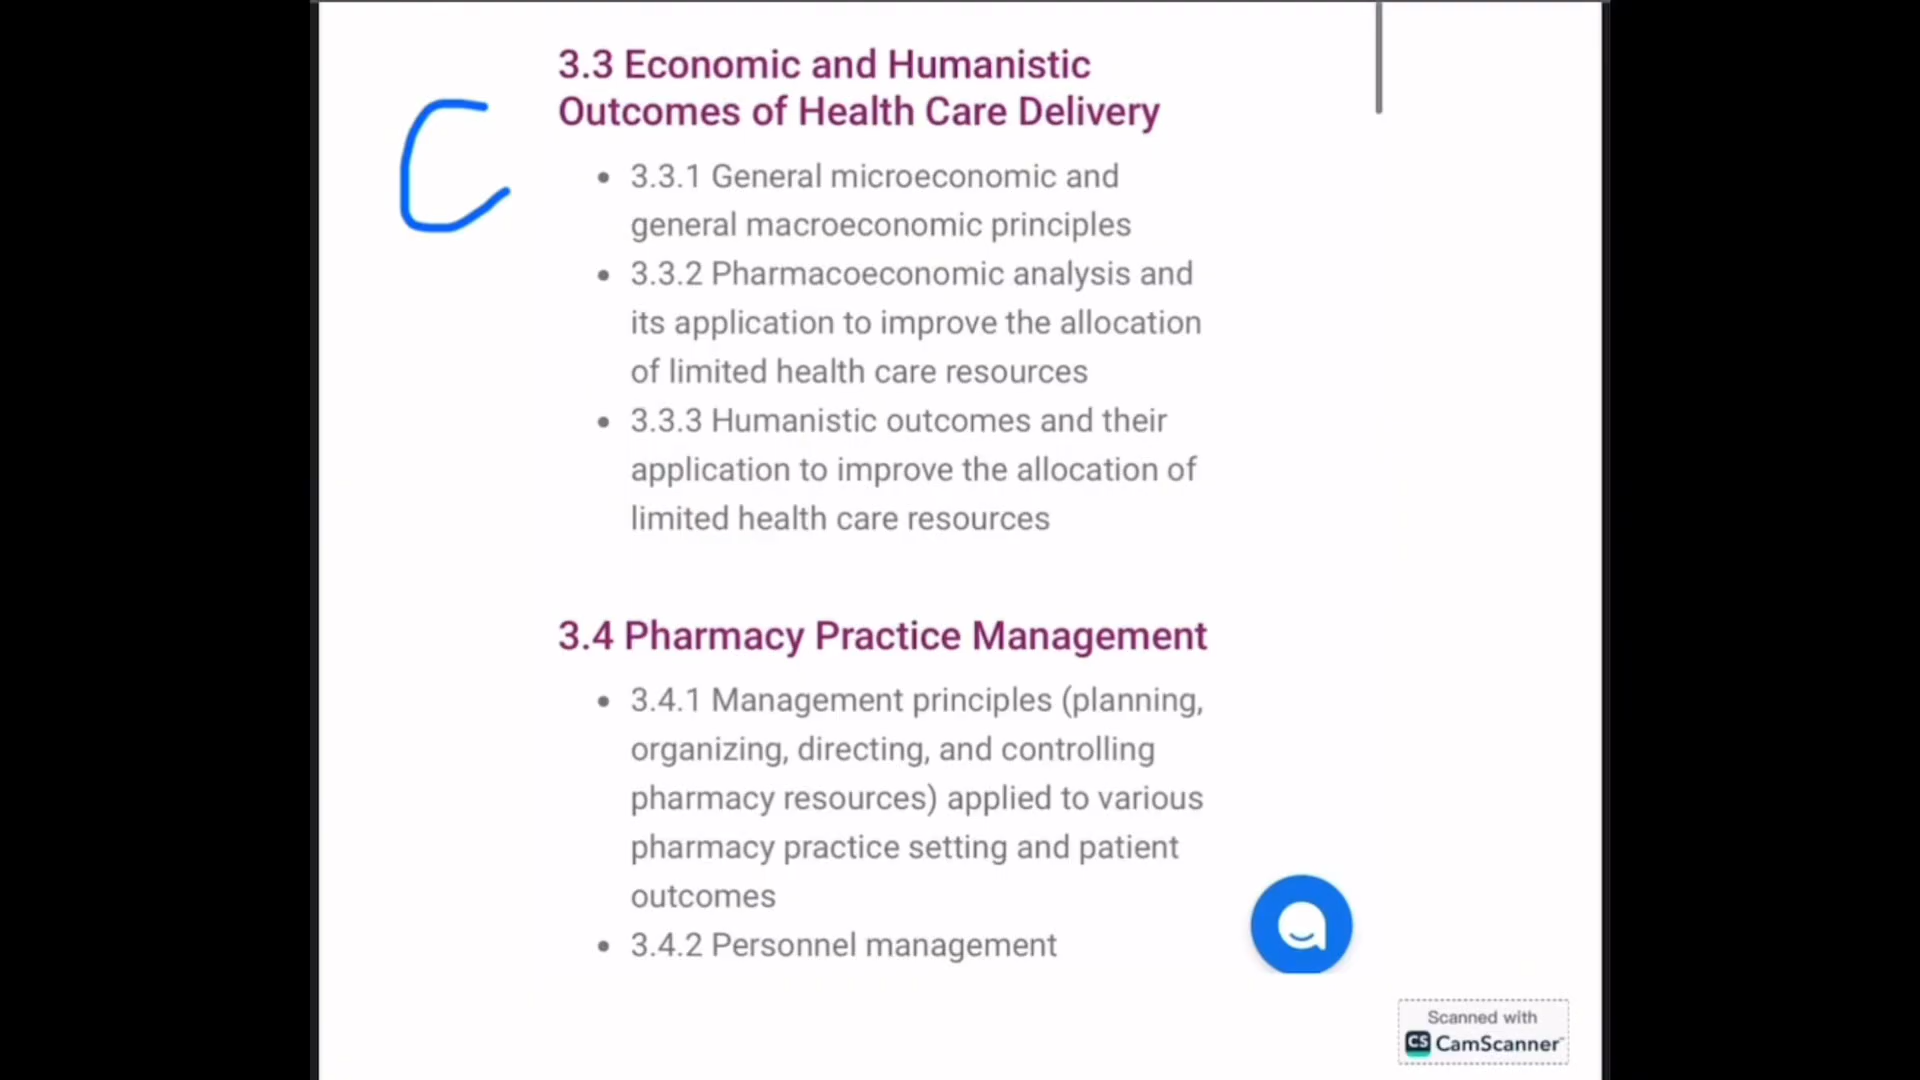 3.3 Economic and Humanistic
Outcomes of Health Care Delivery
C
• 3.3.1 General microeconomic and
general macroeconomic principles
• 3.3.2 Pharmacoeconomic analysis and
its application to improve the allocation
of limited health care resources
• 3.3.3 Humanistic outcomes and their
application to improve the allocation of
limited health care resources
3.4 Pharmacy Practice Management
• 3.4.1 Management principles (planning,
organizing, directing, and controlling
pharmacy resources) applied to various
pharmacy practice setting and patient
outcomes
• 3.4.2 Personnel management
Scanned with
CS CamScanner